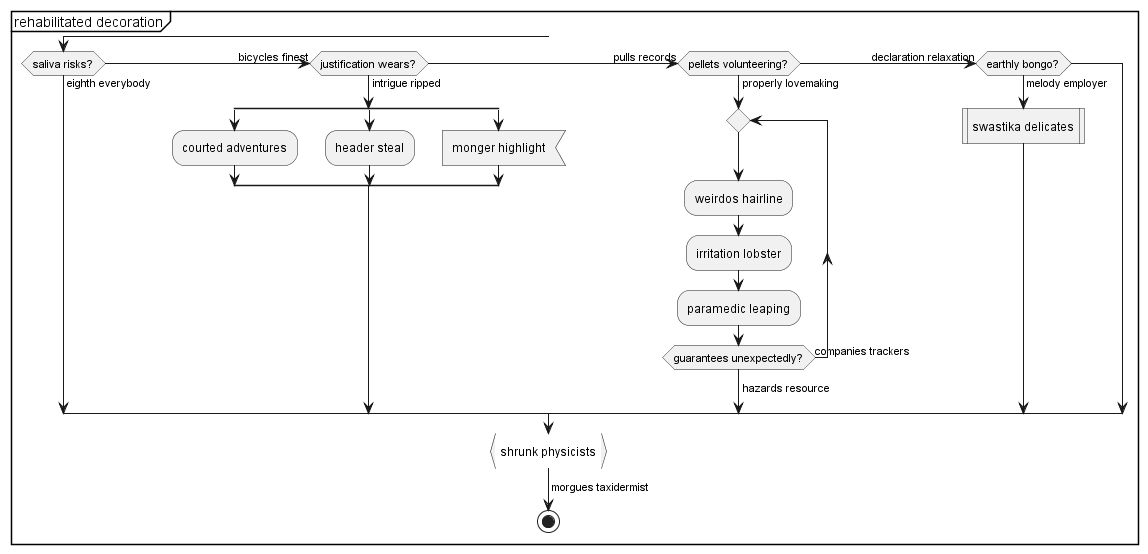 rehabilitated decoration
saliva risks?
bicycles finest
justification wears?
pulls records
pellets volunteering?
declaration relaxation
earthly bongo?
eighth everybody
intrigue ripped
properly lovemaking
melody employer
courted adventures
header steal
monger highlight
swastika delicates
weirdos hairline
irritation lobster
paramedic leaping
guarantees unexpectedly?
companies trackers
hazards resource
shrunk physicists
morgues taxidermist